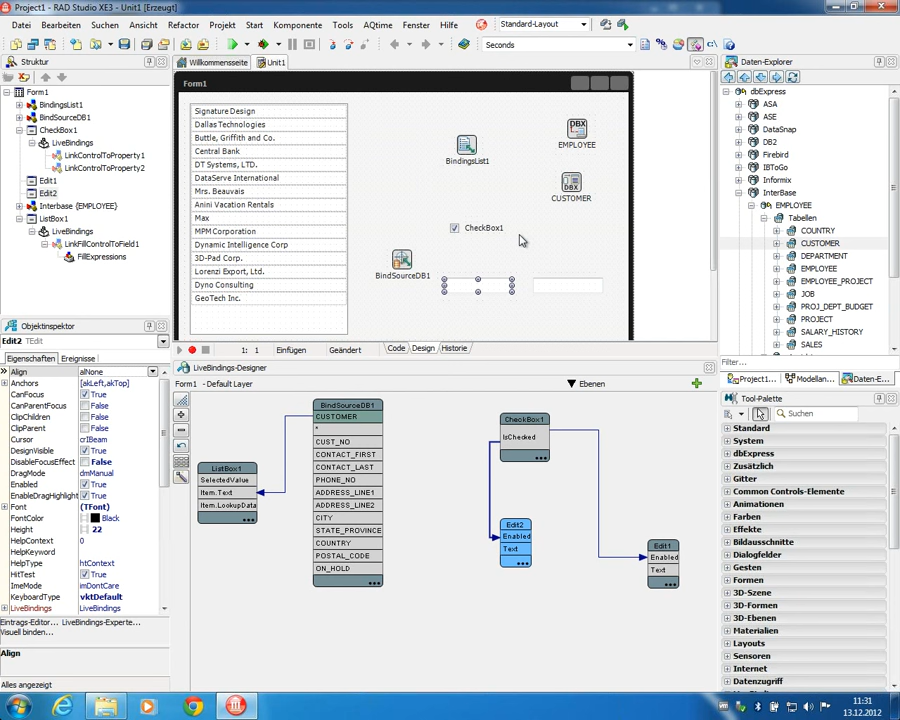 Project1 - RAD Studio XE3 - Unit1 [Erzeugt]
Datei Bearbeiten Suchen Ansicht Refactor Projekt Start Komponente Tools AQtime Fenster Hilfe
Standard-Layout
Seconds
Struktur
Form1
BindingsList1
BindSourceDB1
CheckBox1
LiveBindings
LinkControlToProperty1
LinkControlToProperty2
Edit1
Edit2
Interbase {EMPLOYEE}
ListBox1
LiveBindings
LinkFillControlToField1
FillExpressions
Objektinspektor
Edit2 TEdit
Eigenschaften Ereignisse
Align alNone
Anchors [akLeft,akTop]
CanFocus True
CanParentFocus False
ClipChildren False
ClipParent False
Cursor crIBeam
DesignVisible True
DisableFocusEffect False
DragMode dmManual
Enabled True
EnableDragHighlight True
Font (TFont)
FontColor Black
Height 22
HelpContext 0
HelpKeyword
HelpType htContext
HitTest True
ImeMode imDontCare
KeyboardType vktDefault
LiveBindings LiveBindings
Eintrags-Editor... LiveBindings-Experte...
Visuell binden...
Align
Alles angezeigt
Willkommensseite Unit1
Form1
Signature Design
Dallas Technologies
Buttle, Griffith and Co.
Central Bank
DT Systems, LTD.
DataServe International
Mrs. Beauvais
Anini Vacation Rentals
Max
MPM Corporation
Dynamic Intelligence Corp
3D-Pad Corp.
Lorenzi Export, Ltd.
Dyno Consulting
GeoTech Inc.
BindingsList1
DBX
EMPLOYEE
DBX
CUSTOMER
CheckBox1
BindSourceDB1
1: 1 Einfügen Geändert Code Design Historie
LiveBindings-Designer
Form1 - Default Layer Ebenen
BindSourceDB1
CUSTOMER
*
CUST_NO
CONTACT_FIRST
CONTACT_LAST
PHONE_NO
ADDRESS_LINE1
ADDRESS_LINE2
CITY
STATE_PROVINCE
COUNTRY
POSTAL_CODE
ON_HOLD
ListBox1
SelectedValue
Item.Text
Item.LookupData
CheckBox1
IsChecked
Edit2
Enabled
Text
Edit1
Enabled
Text
Daten-Explorer
dbExpress
ASA
ASE
DataSnap
DB2
Firebird
IBToGo
Informix
InterBase
EMPLOYEE
Tabellen
COUNTRY
CUSTOMER
DEPARTMENT
EMPLOYEE
EMPLOYEE_PROJECT
JOB
PROJ_DEPT_BUDGET
PROJECT
SALARY_HISTORY
SALES
Filter...
Project1... Modellan... Daten-E...
Tool-Palette
Suchen
Standard
System
dbExpress
Zusätzlich
Gitter
Common Controls-Elemente
Animationen
Farben
Effekte
Bildausschnitte
Dialogfelder
Gesten
Formen
3D-Szene
3D-Formen
3D-Ebenen
Materialien
Layouts
Sensoren
Internet
Datenzugriff
11:31
13.12.2012